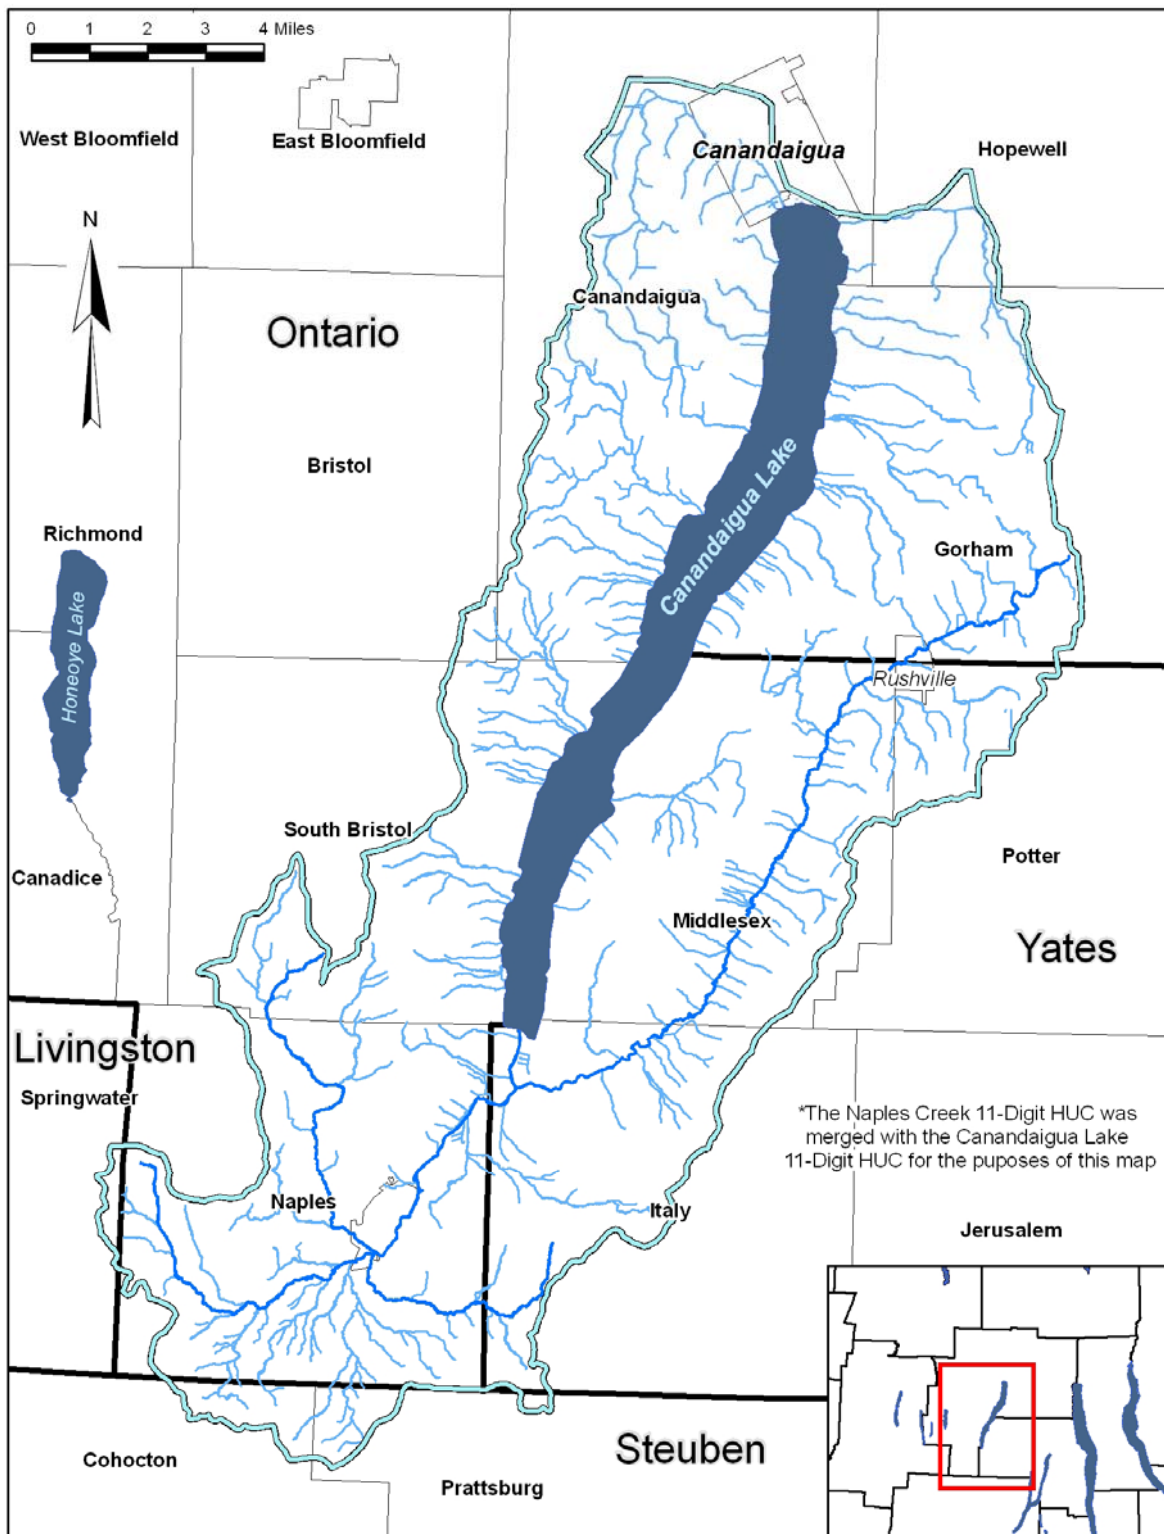 0 1 2 3 4 Miles
West Bloomfield
East Bloomfield
Canandaigua
Hopewell
N
Canandaigua
Ontario
Bristol
Canandaigua Lake
Richmond
Gorham
Honeoye Lake
Rushville
South Bristol
Potter
Canadice
Middlesex
Yates
Livingston
Springwater
*The Naples Creek 11-Digit HUC was
merged with the Canandaigua Lake
11-Digit HUC for the puposes of this map
Naples
Italy
Jerusalem
Steuben
Cohocton
Prattsburg